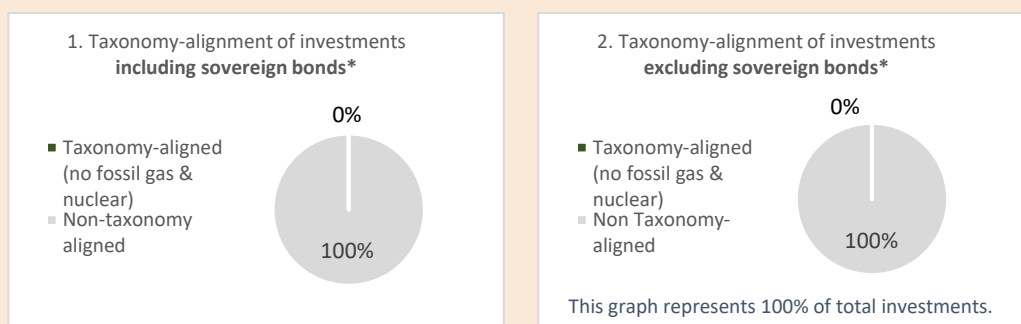 1. Taxonomy-alignment of investments
including sovereign bonds*
0%
Taxonomy-aligned
(no fossil gas &
nuclear)
Non-taxonomy
aligned
100%
2. Taxonomy-alignment of investments
excluding sovereign bonds*
0%
Taxonomy-aligned
(no fossil gas &
nuclear)
Non Taxonomy-
aligned
100%
This graph represents 100% of total investments.